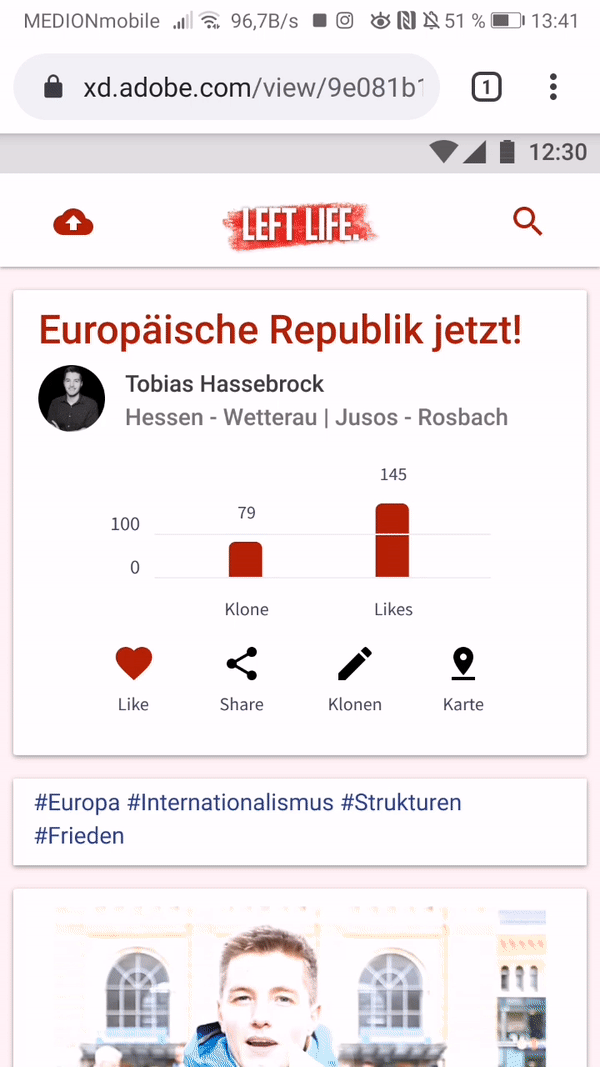 MEDIONmobile 96,7B/s 51 % 13:41
xd.adobe.com/view/9e081b1
1
12:30
LEFT LIFE.
Europäische Republik jetzt!
Tobias Hassebrock
Hessen - Wetterau | Jusos - Rosbach
145
79
100
0
Klone Likes
Like Share Klonen Karte
#Europa #Internationalismus #Strukturen
#Frieden